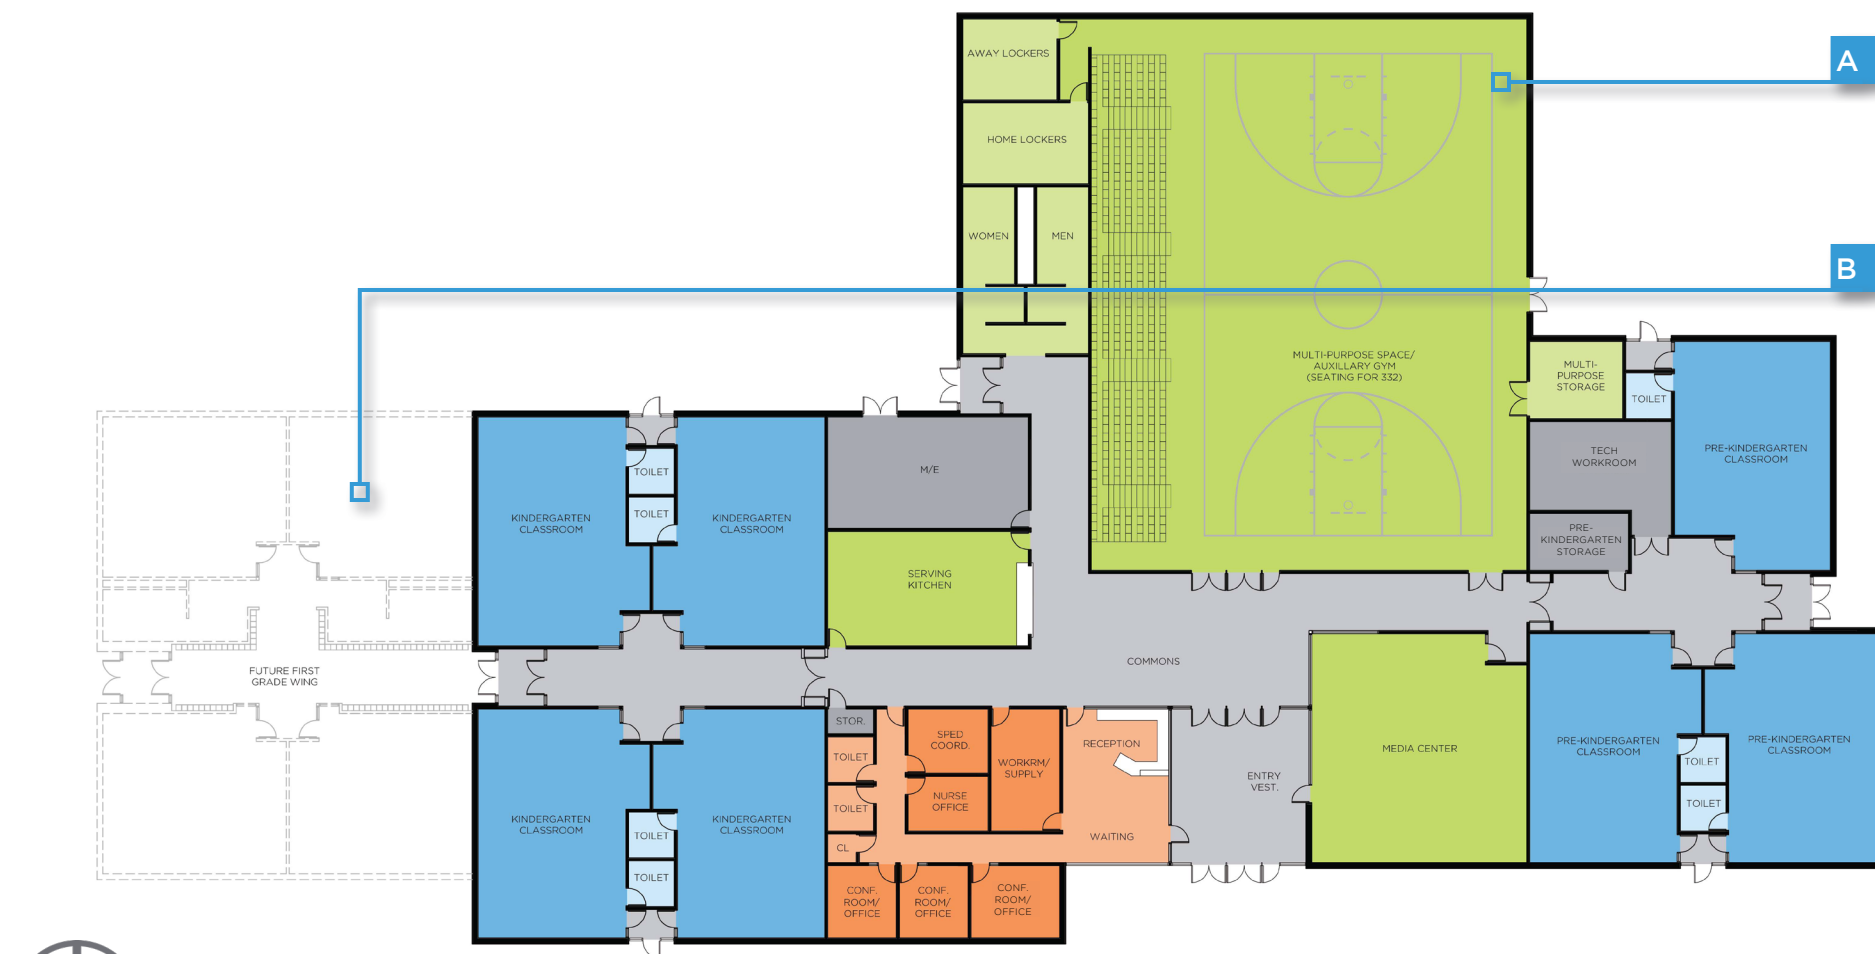 A
AWAY LOCKERS
HOME LOCKERS
WOMEN
MEN
B
MULTI-PURPOSE SPACE/
AUXILLARY GYM
(SEATING FOR 332)
MULTI-
PURPOSE
STORAGE
TOILET
TECH
WORKROOM
PRE-KINDERGARTEN
CLASSROOM
PRE-
KINDERGARTEN
STORAGE
KINDERGARTEN
CLASSROOM
TOILET
TOILET
KINDERGARTEN
CLASSROOM
M/E
SERVING
KITCHEN
FUTURE FIRST
GRADE WING
COMMONS
STOR.
TOILET
TOILET
CL
SPED
COORD.
NURSE
OFFICE
WORKRM/
SUPPLY
RECEPTION
WAITING
ENTRY
VEST.
MEDIA CENTER
PRE-KINDERGARTEN
CLASSROOM
TOILET
TOILET
PRE-KINDERGARTEN
CLASSROOM
KINDERGARTEN
CLASSROOM
TOILET
TOILET
KINDERGARTEN
CLASSROOM
CONF.
ROOM/
OFFICE
CONF.
ROOM/
OFFICE
CONF.
ROOM/
OFFICE